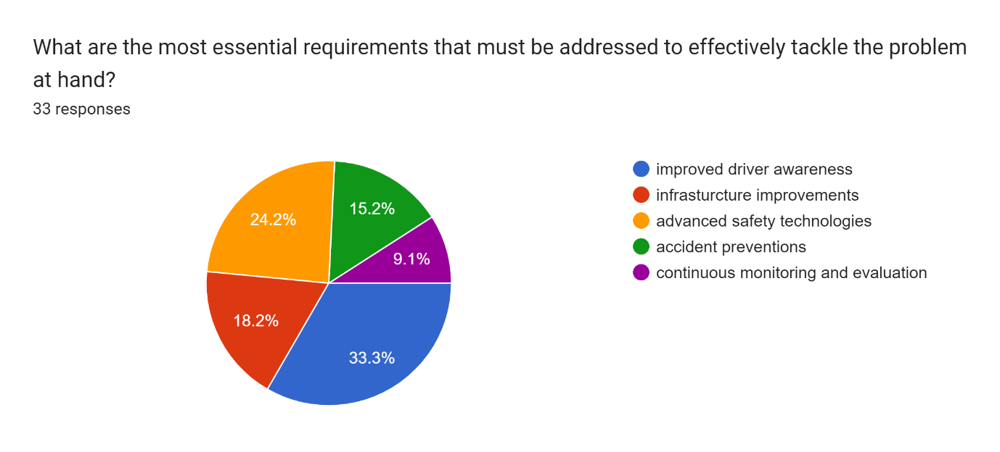 What are the most essential requirements that must be addressed to effectively tackle the problem
at hand?
33 responses
24.2%
15.2%
9.1%
18.2%
33.3%
improved driver awareness
infrasturcture improvements
advanced safety technologies
accident preventions
continuous monitoring and evaluation